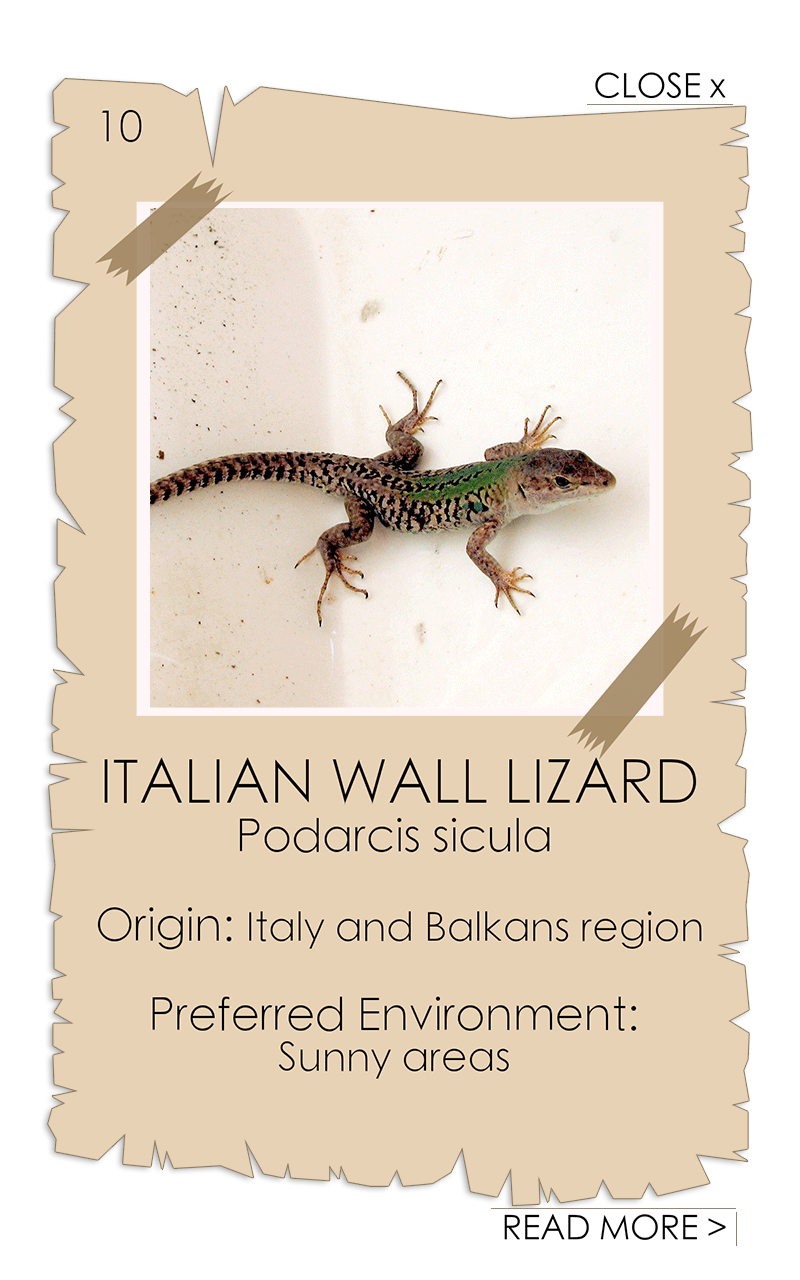 CLOSE x
10
ITALIAN WALL LIZARD
Podarcis sicula
Origin: Italy and Balkans region
Preferred Environment:
Sunny areas
READ MORE >